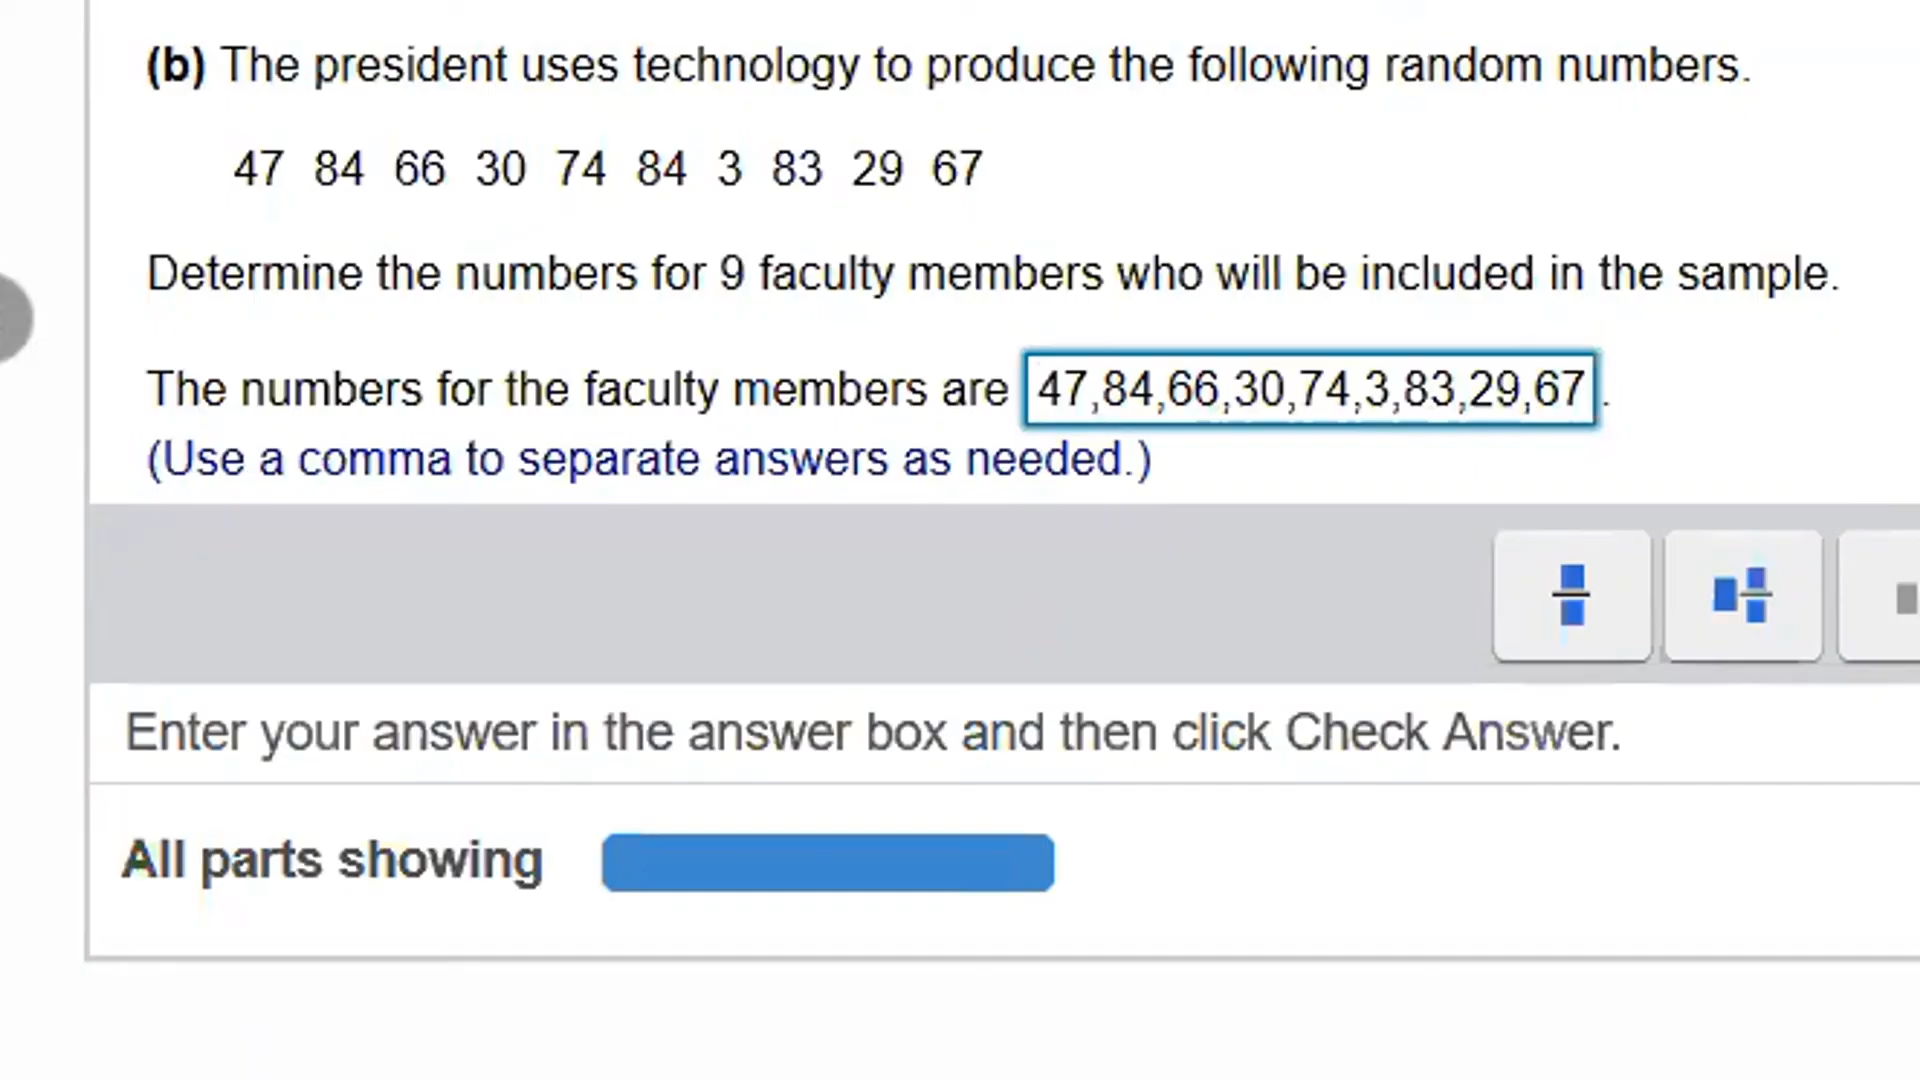 (b) The president uses technology to produce the following random numbers.
47 84 66 30 74 84 3 83 29 67
Determine the numbers for 9 faculty members who will be included in the sample.
The numbers for the faculty members are 47,84,66,30,74,3,83,29,67.
(Use a comma to separate answers as needed.)
Enter your answer in the answer box and then click Check Answer.
All parts showing